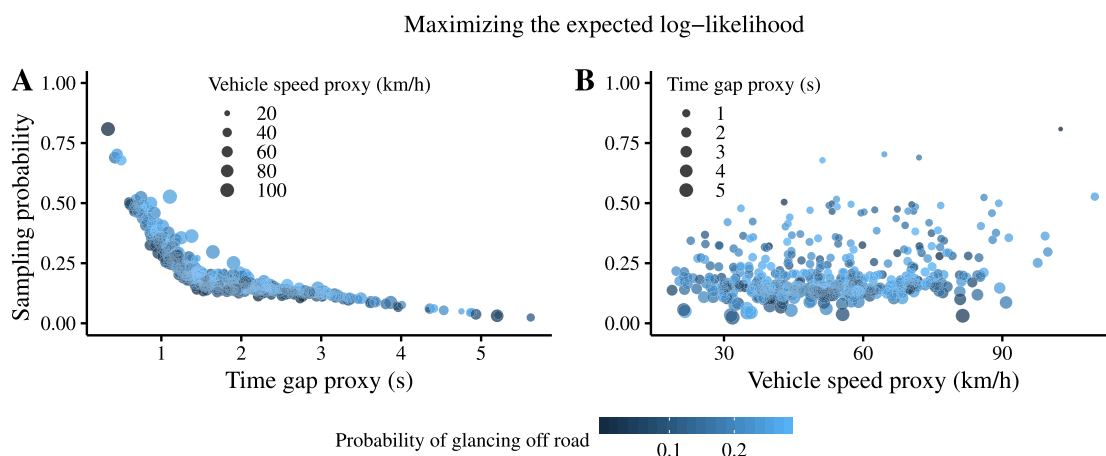 Maximizing the expected log−likelihood
A
Vehicle speed proxy (km/h)
20
40
60
80
100
1.00
0.75
0.50
0.25
0.00
Sampling probability
1 2 3 4 5
Time gap proxy (s)
B
Time gap proxy (s)
1
2
3
4
5
1.00
0.75
0.50
0.25
0.00
30 60 90
Vehicle speed proxy (km/h)
Probability of glancing off road
0.1 0.2